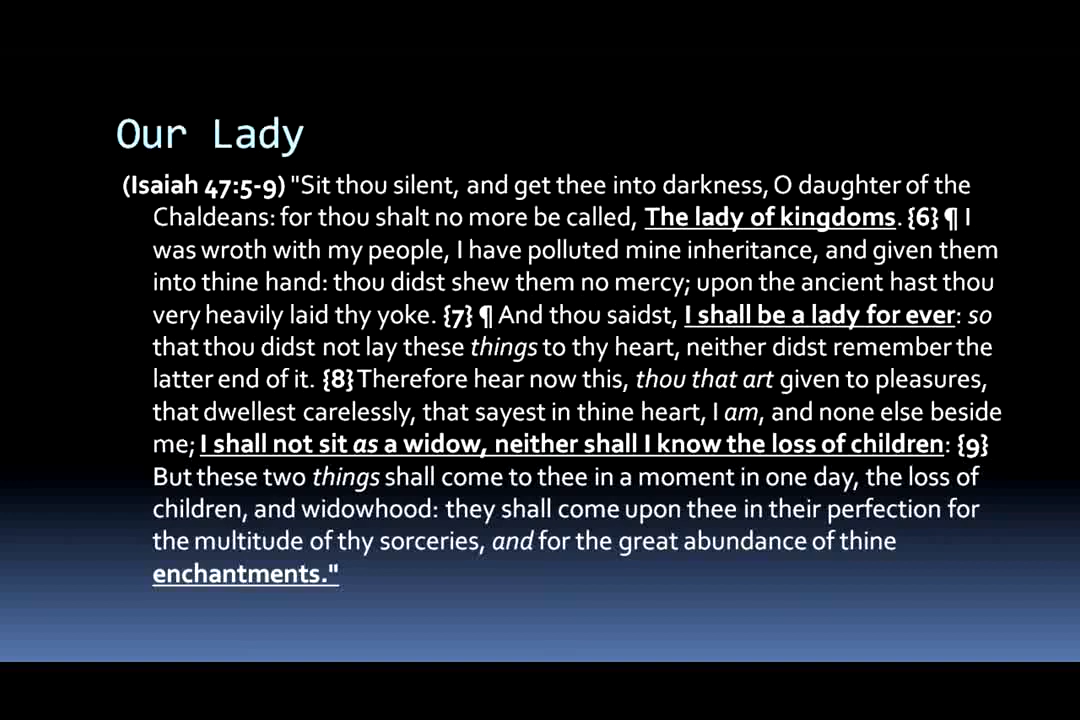 Our Lady
(Isaiah 47:5-9) "Sit thou silent, and get thee into darkness, O daughter of the
Chaldeans: for thou shalt no more be called, The lady of kingdoms. {6} ¶ I
was wroth with my people, I have polluted mine inheritance, and given them
into thine hand: thou didst shew them no mercy; upon the ancient hast thou
very heavily laid thy yoke. {7} ¶ And thou saidst, I shall be a lady for ever: so
that thou didst not lay these things to thy heart, neither didst remember the
latter end of it. {8} Therefore hear now this, thou that art given to pleasures,
that dwellest carelessly, that sayest in thine heart, I am, and none else beside
me; I shall not sit as a widow, neither shall I know the loss of children: {9}
But these two things shall come to thee in a moment in one day, the loss of
children, and widowhood: they shall come upon thee in their perfection for
the multitude of thy sorceries, and for the great abundance of thine
enchantments."